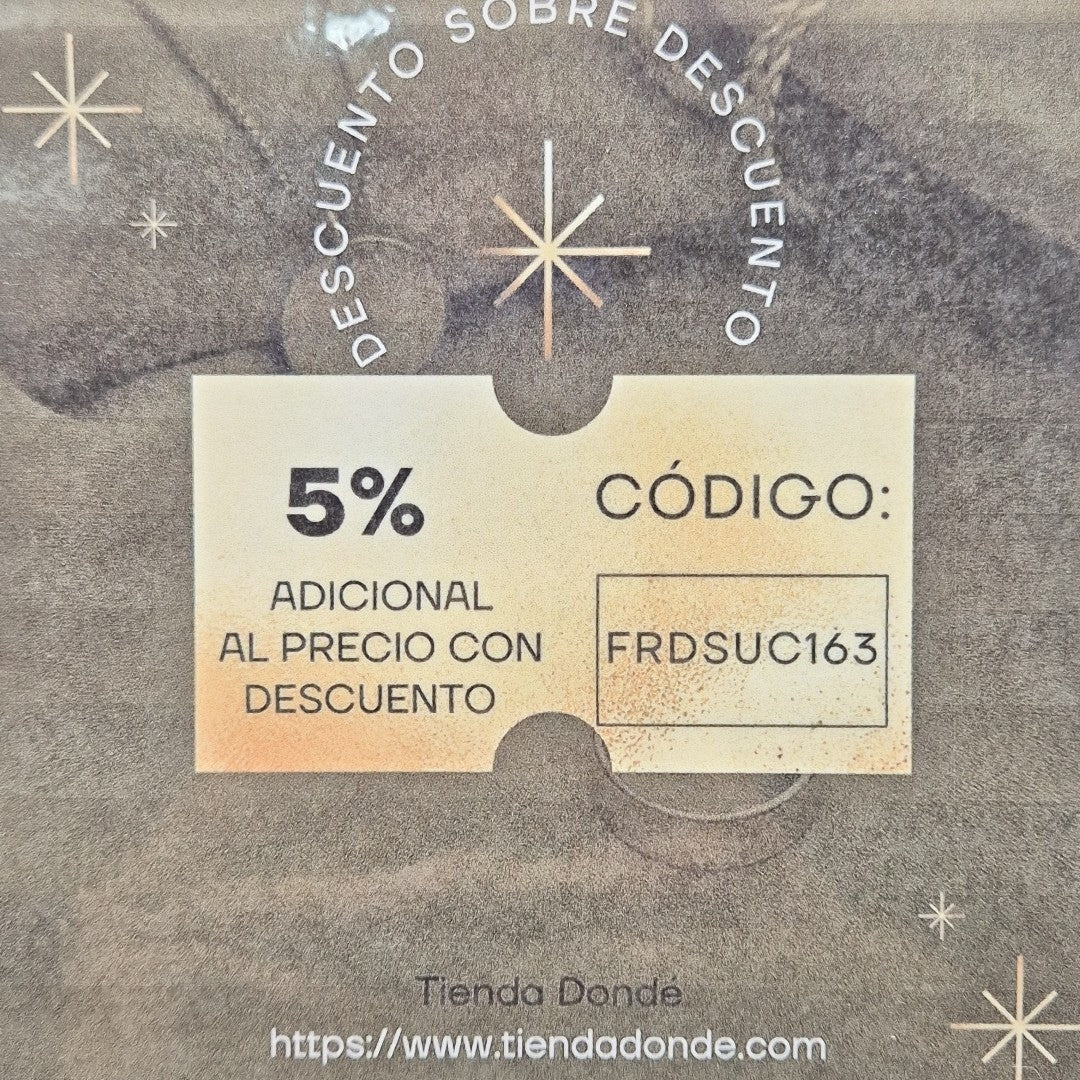 DESCUENTO SOBRE DESCUENTO
5%
ADICIONAL
AL PRECIO CON
DESCUENTO
CÓDIGO:
FRDSUC163
Tienda Dondé
https://www.tiendadonde.com